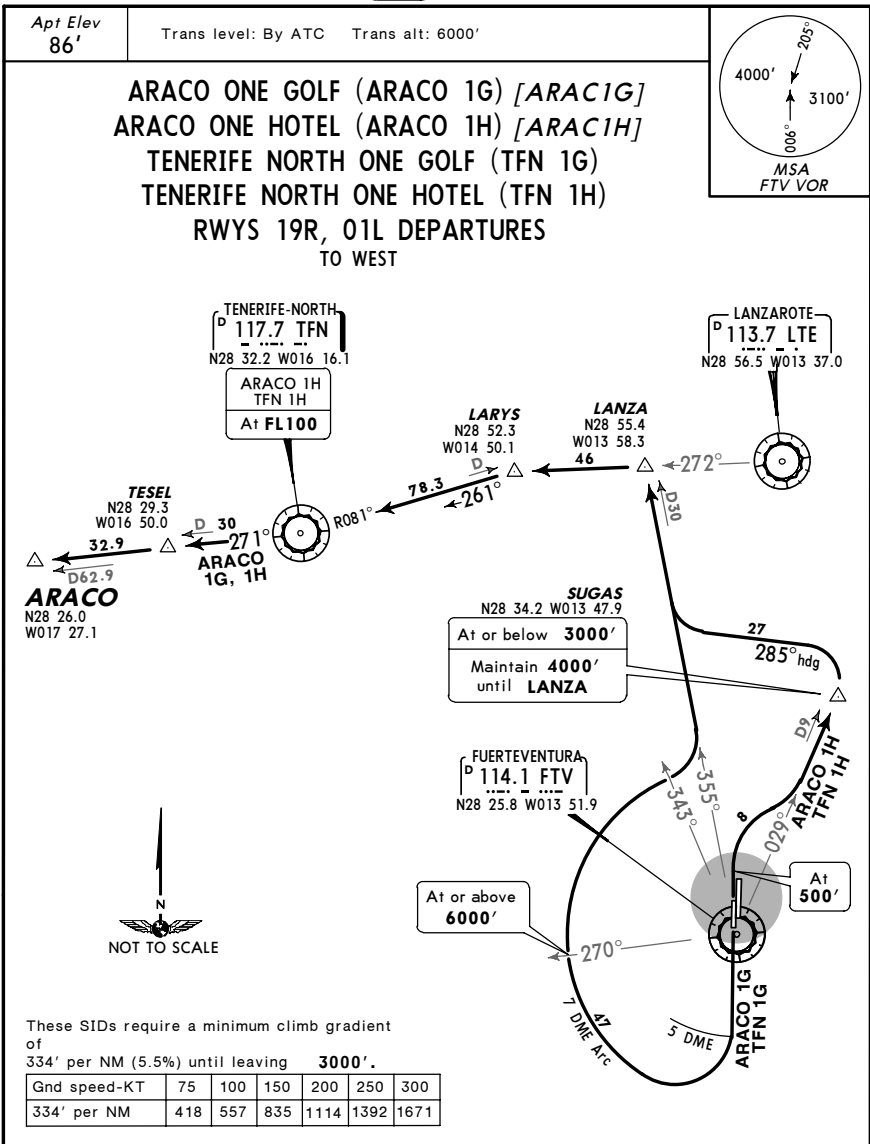 Apt Elev
86'
Trans level: By ATC Trans alt: 6000'
205°
4000'
3100'
006°
MSA
FTV VOR
ARACO ONE GOLF (ARACO 1G) [ARAC1G]
ARACO ONE HOTEL (ARACO 1H) [ARAC1H]
TENERIFE NORTH ONE GOLF (TFN 1G)
TENERIFE NORTH ONE HOTEL (TFN 1H)
RWYS 19R, 01L DEPARTURES
TO WEST
TENERIFE-NORTH
D 117.7 TFN
N28 32.2 W016 16.1
ARACO 1H
TFN 1H
At FL100
LANZAROTE
D 113.7 LTE
N28 56.5 W013 37.0
LARYS
N28 52.3
W014 50.1
LANZA
N28 55.4
W013 58.3
46
272°
D
78.3
261°
R081°
D30
TESEL
N28 29.3
W016 50.0
D 30
271°
ARACO
1G, 1H
32.9
D62.9
ARACO
N28 26.0
W017 27.1
SUGAS
N28 34.2 W013 47.9
At or below 3000'
Maintain 4000'
until LANZA
27
285° hdg
D9
ARACO 1H
TFN 1H
FUERTEVENTURA
D 114.1 FTV
N28 25.8 W013 51.9
343°
355°
8
029°
At
500'
At or above
6000'
270°
N
NOT TO SCALE
47
7 DME Arc
5 DME
ARACO 1G
TFN 1G
These SIDs require a minimum climb gradient
of
334' per NM (5.5%) until leaving 3000'.
Gnd speed-KT 75 100 150 200 250 300
334' per NM 418 557 835 1114 1392 1671